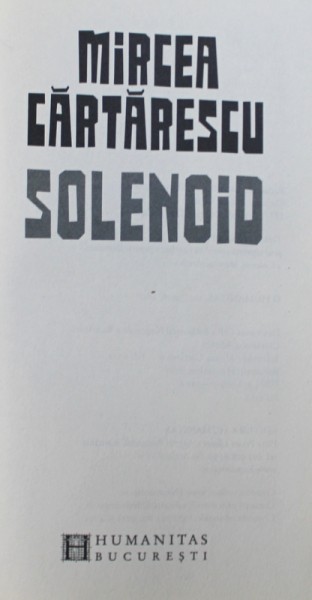 MIRCEA
CĂRTĂRESCU
SOLENOID
H HUMANITAS
BUCUREȘTI